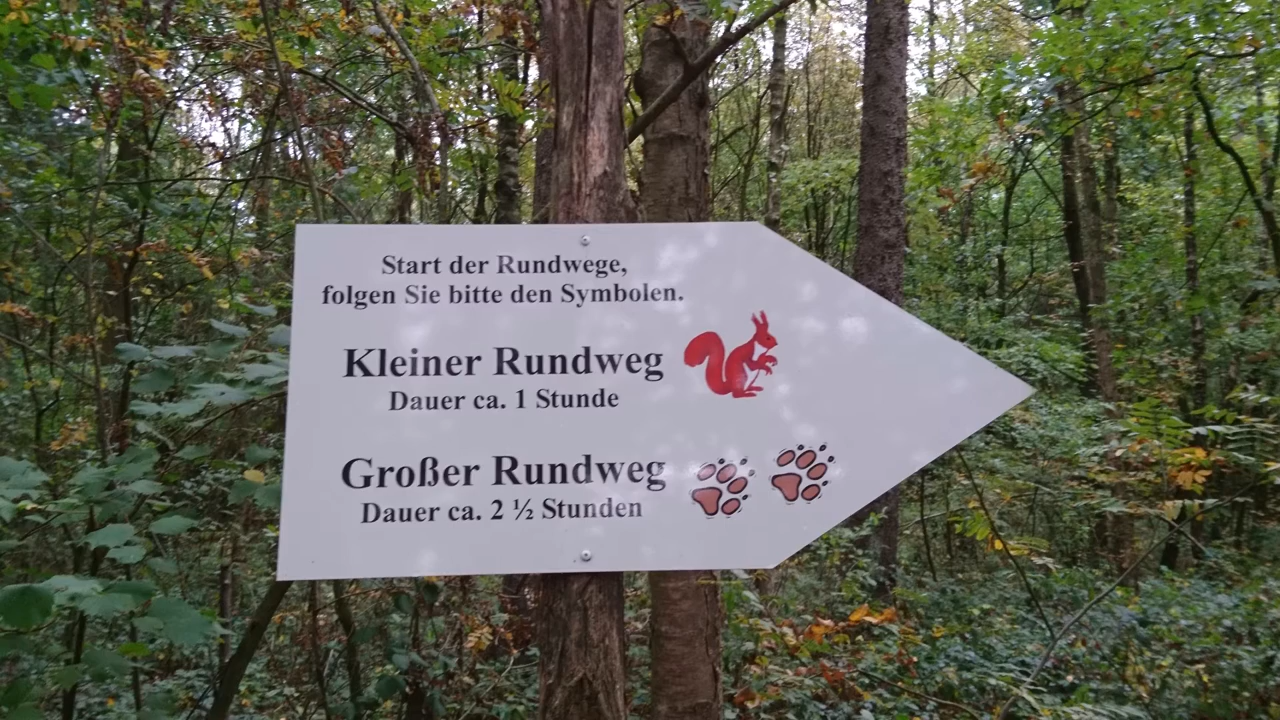 Start der Rundwege,
folgen Sie bitte den Symbolen.
Kleiner Rundweg
Dauer ca. 1 Stunde
Großer Rundweg
Dauer ca. 2 ½ Stunden